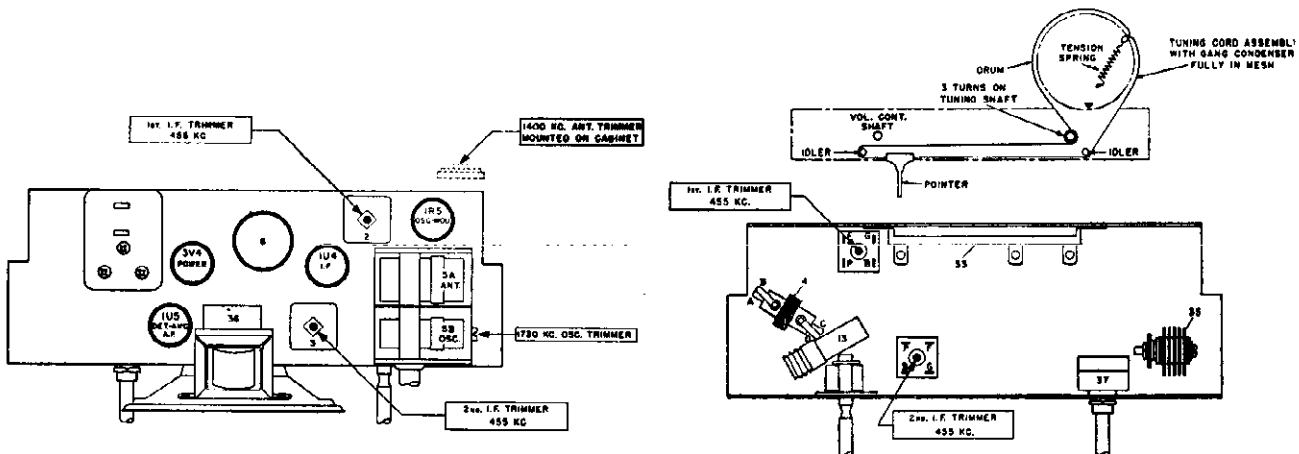 1st. I.F. TRIMMER
455 KC
1400 KC. ANT. TRIMMER
MOUNTED ON CABINET
2
1R5
OSC-MOD
6
3V4
POWER
1U4
I.F.
5A
ANT.
1U5
DET-AVC
A.F.
36
3
5B
OSC.
1730 KC. OSC. TRIMMER
2ND. I.F. TRIMMER
455 KC.
TENSION
SPRING
DRUM
TUNING CORD ASSEMBLY
WITH GANG CONDENSER
FULLY IN MESH
3 TURNS ON
TUNING SHAFT
VOL. CONT.
SHAFT
IDLER
IDLER
POINTER
1st. I.F. TRIMMER
455 KC.
G
P B
33
A B 4 C
13
35
P F
G
37
2ND. I.F. TRIMMER
455 KC.